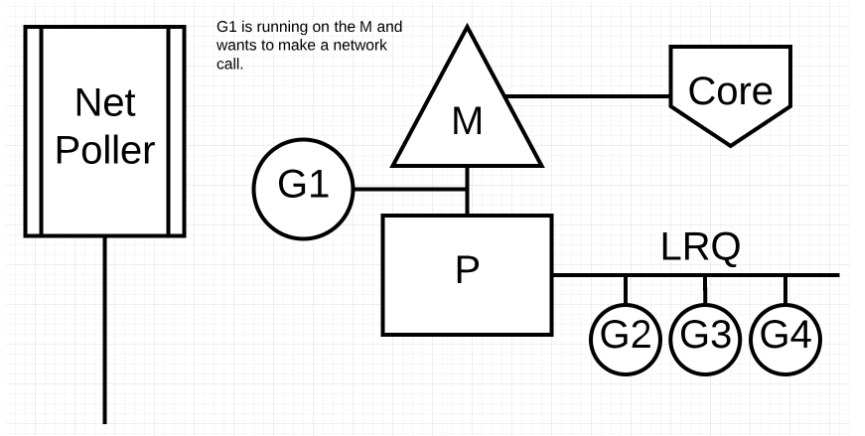 G1 is running on the M and
wants to make a network
call.
Net
Poller
M
Core
G1
P
LRQ
G2
G3
G4